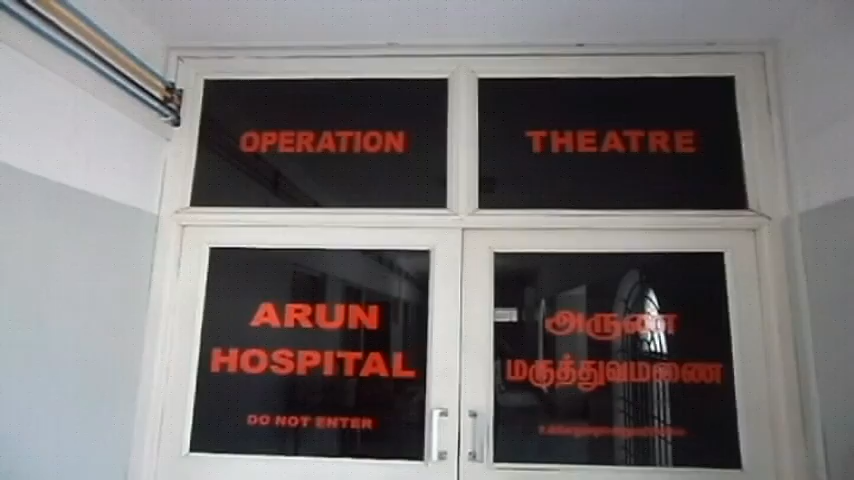 OPERATION THEATRE
ARUN
HOSPITAL
DO NOT ENTER
அருண்
மருத்துவமனை